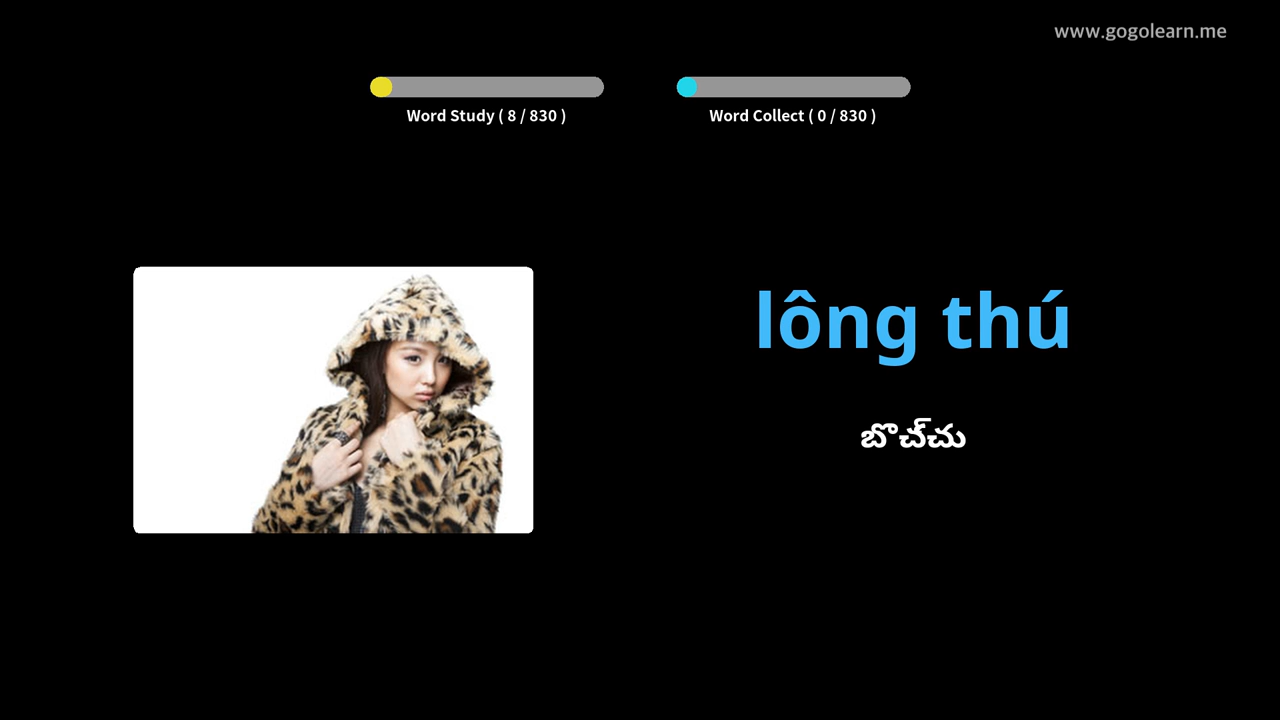 www.gogolearn.me
Word Study ( 8 / 830 )
Word Collect ( 0 / 830 )
lông thú
బొచ్చు